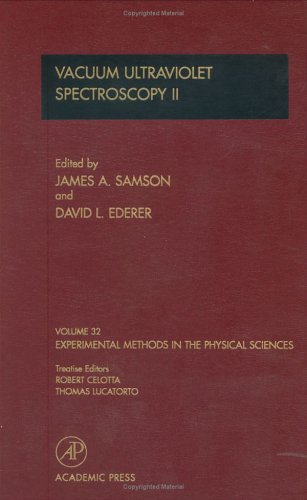 VACUUM ULTRAVIOLET
SPECTROSCOPY II
Edited by
JAMES A. SAMSON
and
DAVID L. EDERER
VOLUME 32
EXPERIMENTAL METHODS IN THE PHYSICAL SCIENCES
Treatise Editors
ROBERT CELOTTA
THOMAS LUCATORTO
AP
ACADEMIC PRESS